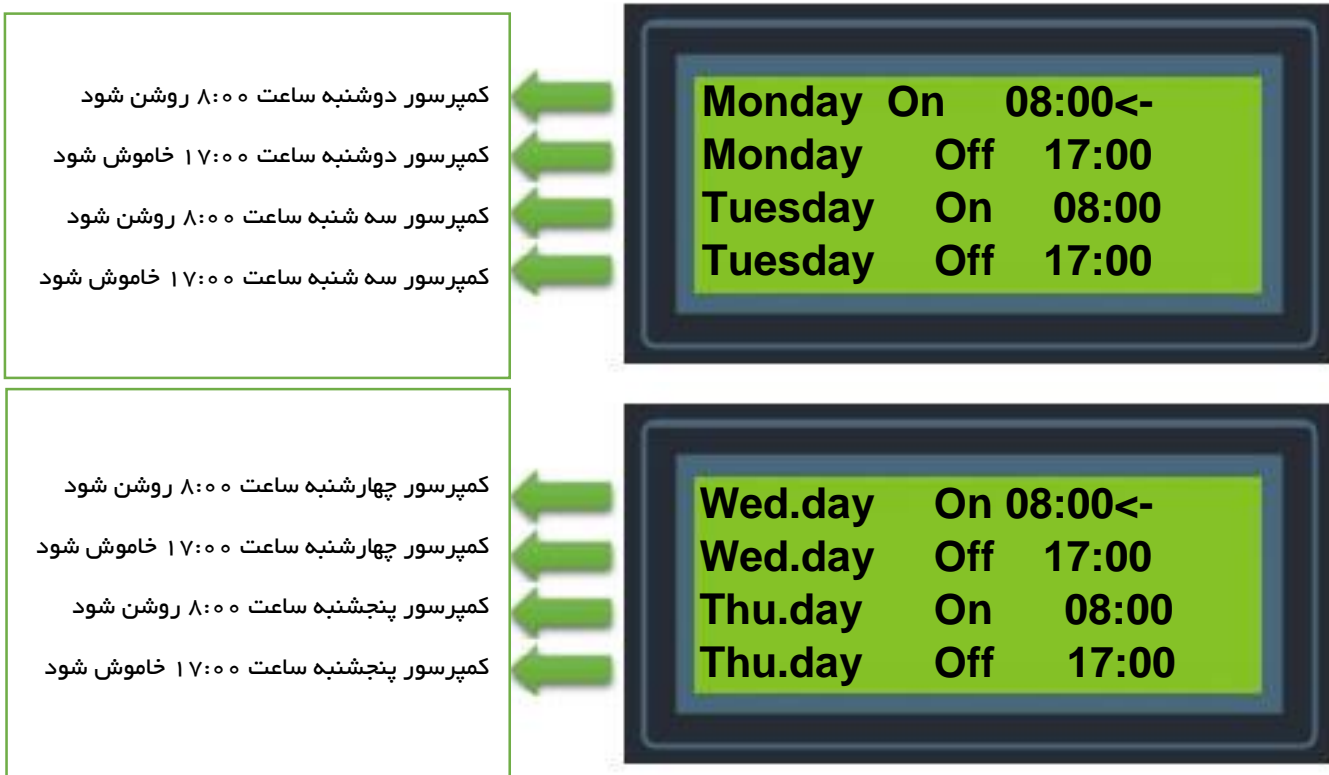 کمپرسور دوشنبه ساعت ۸:۰۰ روشن شود
Monday On 08:00<-
کمپرسور دوشنبه ساعت ۱۷:۰۰ خاموش شود
Monday Off 17:00
کمپرسور سه شنبه ساعت ۸:۰۰ روشن شود
Tuesday On 08:00
کمپرسور سه شنبه ساعت ۱۷:۰۰ خاموش شود
Tuesday Off 17:00
کمپرسور چهارشنبه ساعت ۸:۰۰ روشن شود
Wed.day On 08:00<-
کمپرسور چهارشنبه ساعت ۱۷:۰۰ خاموش شود
Wed.day Off 17:00
کمپرسور پنجشنبه ساعت ۸:۰۰ روشن شود
Thu.day On 08:00
کمپرسور پنجشنبه ساعت ۱۷:۰۰ خاموش شود
Thu.day Off 17:00